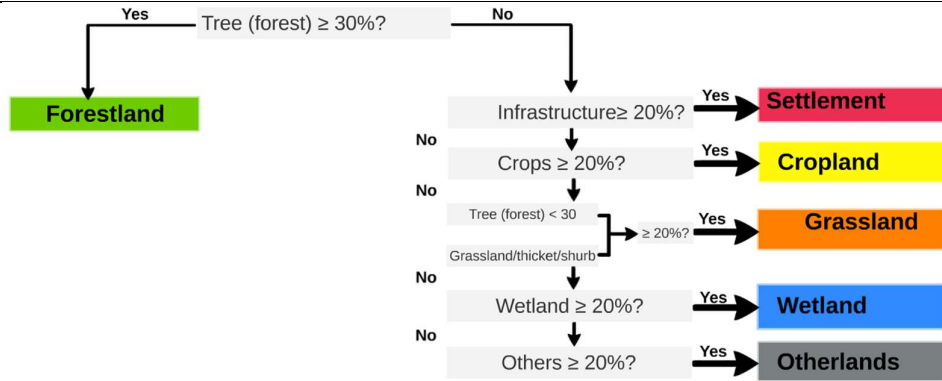 Yes
Tree (forest) ≥ 30%?
No
Forestland
Infrastructure≥ 20%?
Yes
Settlement
No
Crops ≥ 20%?
Yes
Cropland
No
Tree (forest) < 30
≥ 20%?
Yes
Grassland
Grassland/thicket/shurb
No
Wetland ≥ 20%?
Yes
Wetland
No
Others ≥ 20%?
Yes
Otherlands